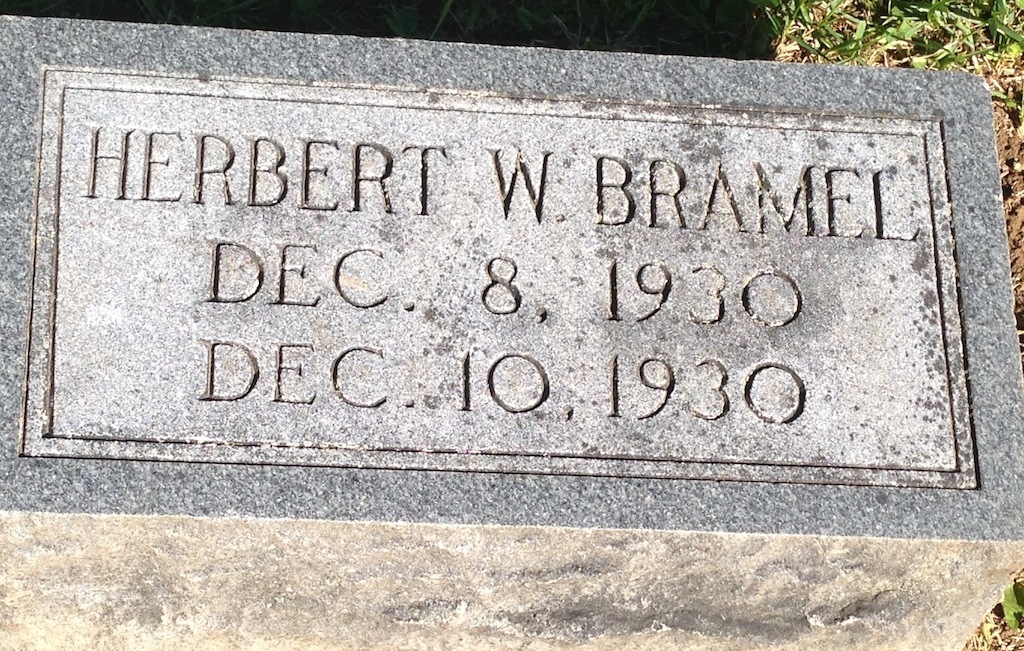 HERBERT W. BRAMEL
DEC. 8, 1930
DEC. 10, 1930